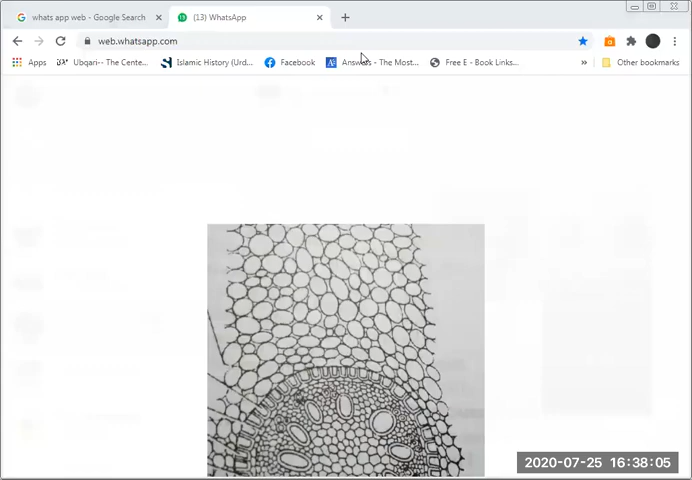 whats app web - Google Search
(13) WhatsApp
web.whatsapp.com
Apps
Ubqari-- The Cente...
Islamic History (Urd...
Facebook
Answers - The Most...
Free E - Book Links...
»
Other bookmarks
2020-07-25 16:38:05